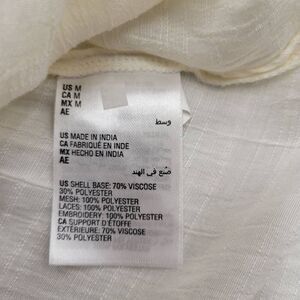 US M
CA M
MX M
AE
وسط
US MADE IN INDIA
CA FABRIQUÉ EN INDE
MX HECHO EN INDIA
AE
صنع في الهند
US SHELL BASE: 70% VISCOSE
30% POLYESTER
MESH: 100% POLYESTER
LACES: 100% POLYESTER
EMBROIDERY: 100% POLYESTER
CA SUPPORT D'ÉTOFFE
EXTÉRIEURE: 70% VISCOSE
30% POLYESTER